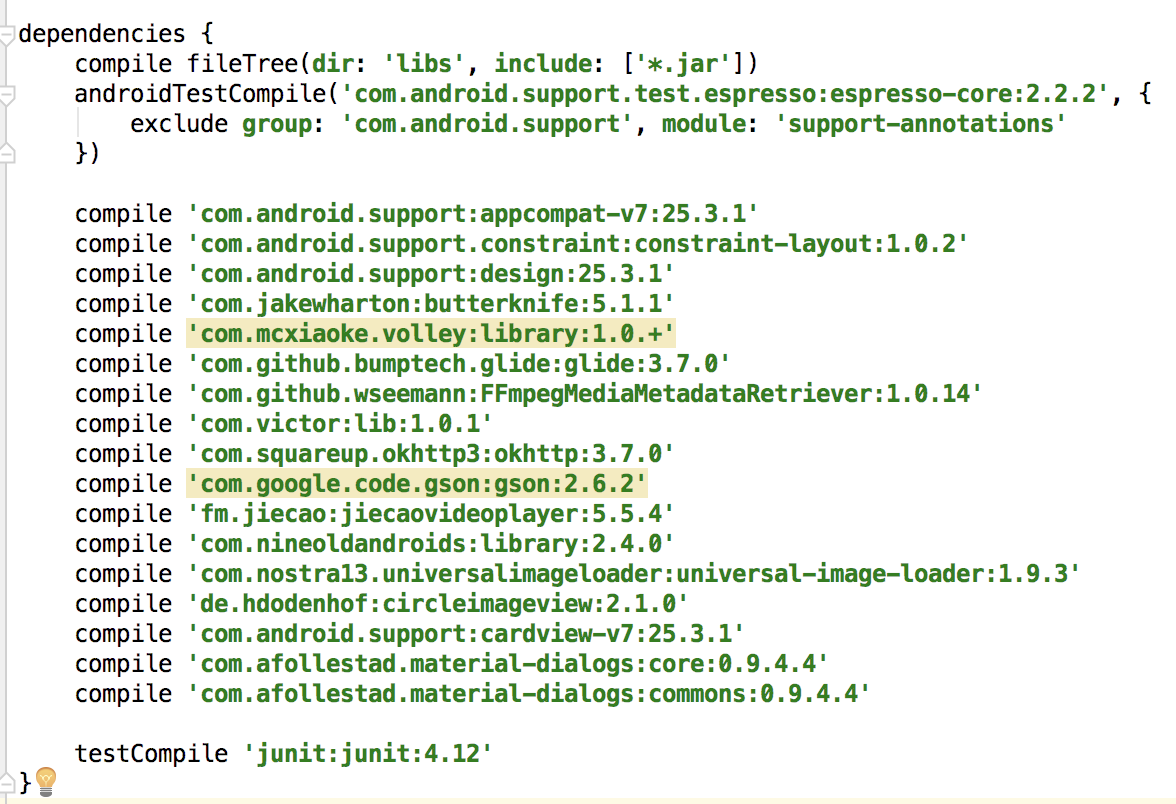 dependencies {
    compile fileTree(dir: 'libs', include: ['*.jar'])
    androidTestCompile('com.android.support.test.espresso:espresso-core:2.2.2', {
        exclude group: 'com.android.support', module: 'support-annotations'
    })

    compile 'com.android.support:appcompat-v7:25.3.1'
    compile 'com.android.support.constraint:constraint-layout:1.0.2'
    compile 'com.android.support:design:25.3.1'
    compile 'com.jakewharton:butterknife:5.1.1'
    compile 'com.mcxiaoke.volley:library:1.0.+'
    compile 'com.github.bumptech.glide:glide:3.7.0'
    compile 'com.github.wseemann:FFmpegMediaMetadataRetriever:1.0.14'
    compile 'com.victor:lib:1.0.1'
    compile 'com.squareup.okhttp3:okhttp:3.7.0'
    compile 'com.google.code.gson:gson:2.6.2'
    compile 'fm.jiecao:jiecaovideoplayer:5.5.4'
    compile 'com.nineoldandroids:library:2.4.0'
    compile 'com.nostra13.universalimageloader:universal-image-loader:1.9.3'
    compile 'de.hdodenhof:circleimageview:2.1.0'
    compile 'com.android.support:cardview-v7:25.3.1'
    compile 'com.afollestad.material-dialogs:core:0.9.4.4'
    compile 'com.afollestad.material-dialogs:commons:0.9.4.4'

    testCompile 'junit:junit:4.12'
}